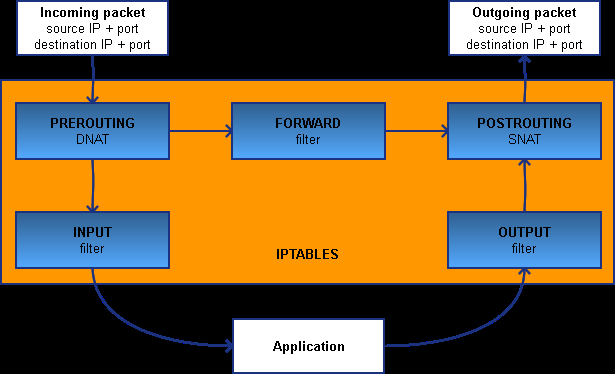 Incoming packet
source IP + port
destination IP + port
Outgoing packet
source IP + port
destination IP + port
PREROUTING
DNAT
FORWARD
filter
POSTROUTING
SNAT
INPUT
filter
OUTPUT
filter
IPTABLES
Application